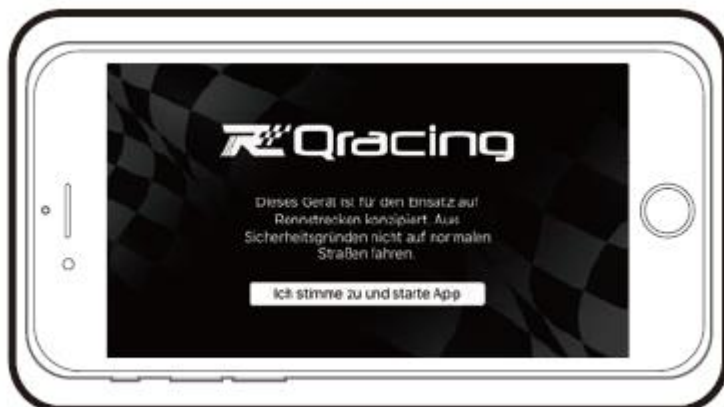 Qracing
Dieses Gerät ist für den Einsatz auf
Rennstrecken konzipiert. Aus
Sicherheitsgründen nicht auf normalen
Straßen fahren.
Ich stimme zu und starte App